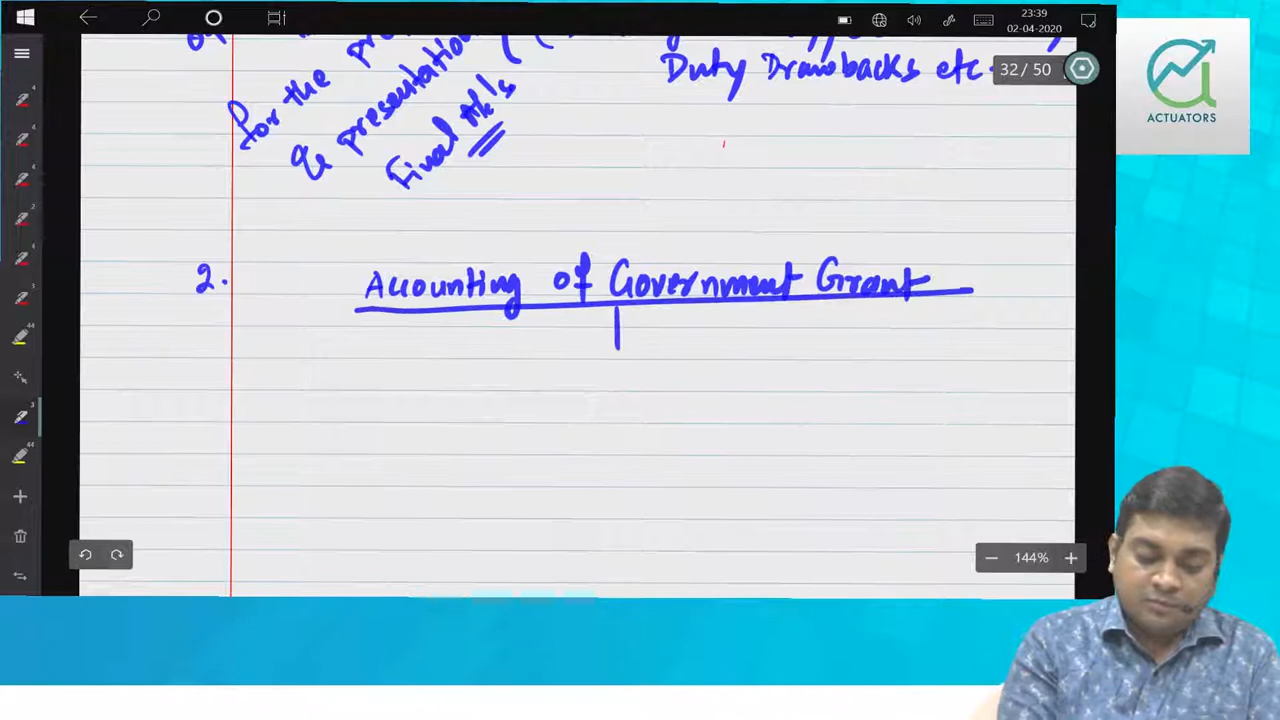 23:39
02-04-2020
32 / 50
ACTUATORS
Duty Drawbacks etc.
for the
& presentation
Final A/c's
2. Accounting of Government Grant
144%